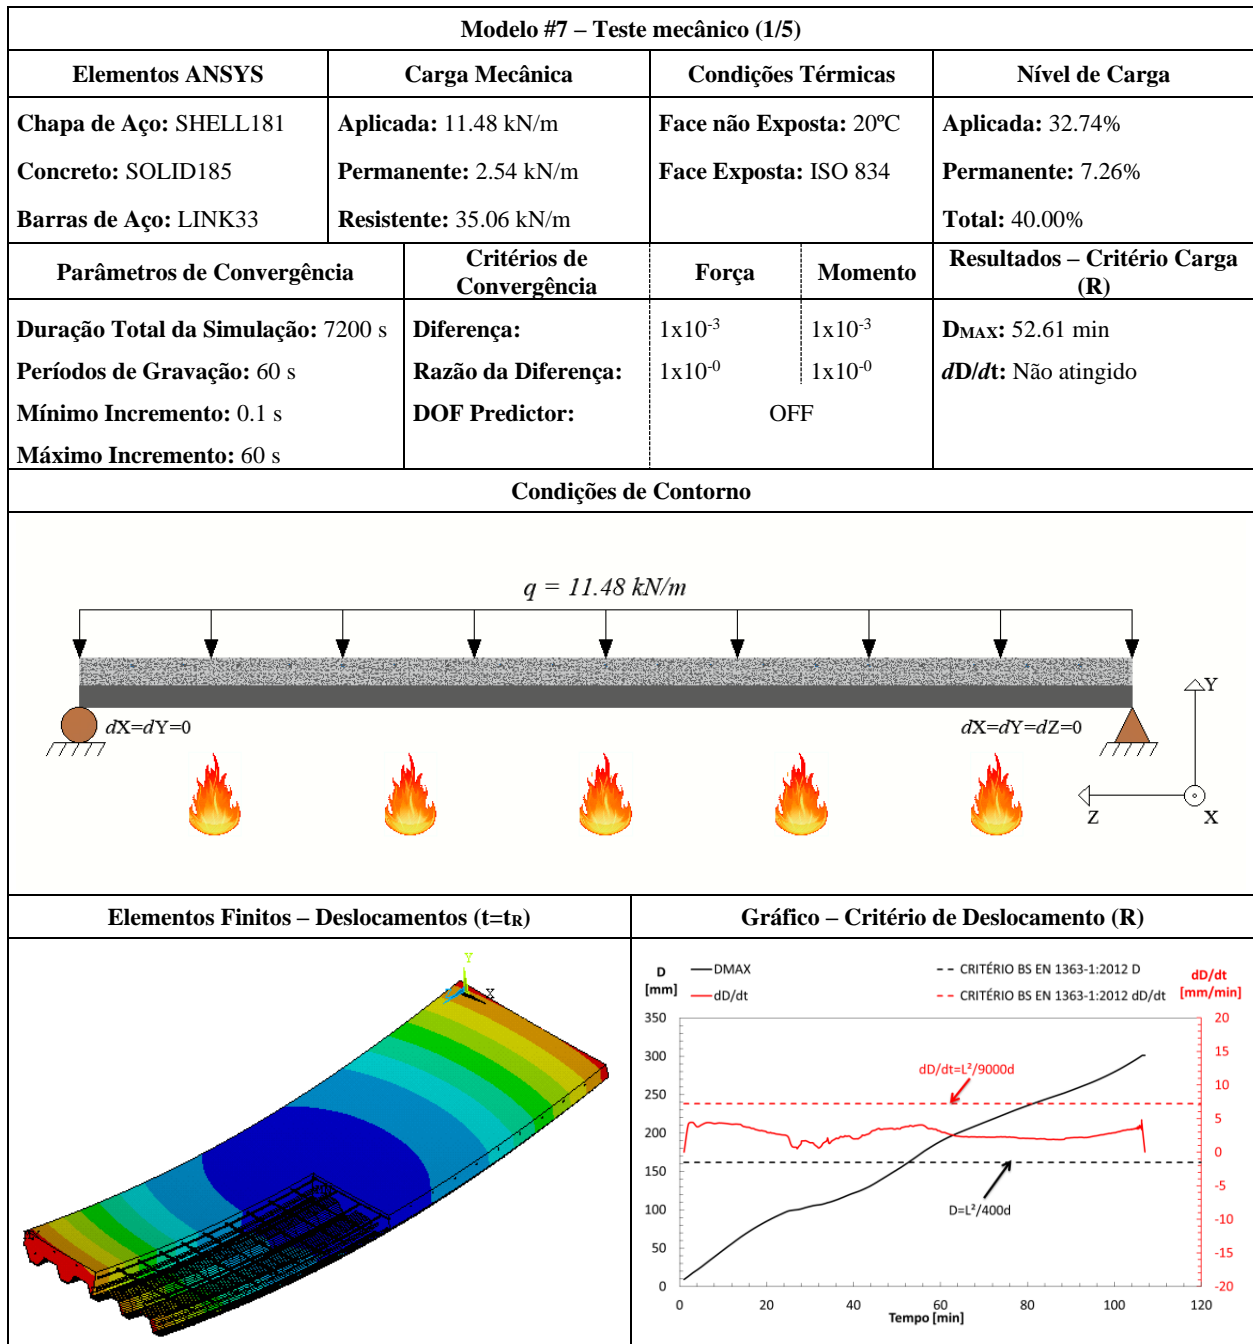 Modelo #7 – Teste mecânico (1/5)
Elementos ANSYS
Carga Mecânica
Condições Térmicas
Nível de Carga
Chapa de Aço: SHELL181
Concreto: SOLID185
Barras de Aço: LINK33
Aplicada: 11.48 kN/m
Permanente: 2.54 kN/m
Resistente: 35.06 kN/m
Face não Exposta: 20ºC
Face Exposta: ISO 834
Aplicada: 32.74%
Permanente: 7.26%
Total: 40.00%
Parâmetros de Convergência
Critérios de
Convergência
Força
Momento
Resultados – Critério Carga
(R)
Duração Total da Simulação: 7200 s
Períodos de Gravação: 60 s
Mínimo Incremento: 0.1 s
Máximo Incremento: 60 s
Diferença: 1x10⁻³ 1x10⁻³
Razão da Diferença: 1x10⁻⁰ 1x10⁻⁰
DOF Predictor: OFF
DMAX: 52.61 min
dD/dt: Não atingido
Condições de Contorno
q = 11.48 kN/m
dX=dY=0
dX=dY=dZ=0
Y
Z
X
Elementos Finitos – Deslocamentos (t=tR)
Gráfico – Critério de Deslocamento (R)
Y
X
D
[mm]
DMAX
dD/dt
CRITÉRIO BS EN 1363-1:2012 D
CRITÉRIO BS EN 1363-1:2012 dD/dt
dD/dt
[mm/min]
350
300
250
200
150
100
50
0
20
15
10
5
0
-5
-10
-15
-20
dD/dt=L²/9000d
D=L²/400d
0 20 40 60 80 100 120
Tempo [min]